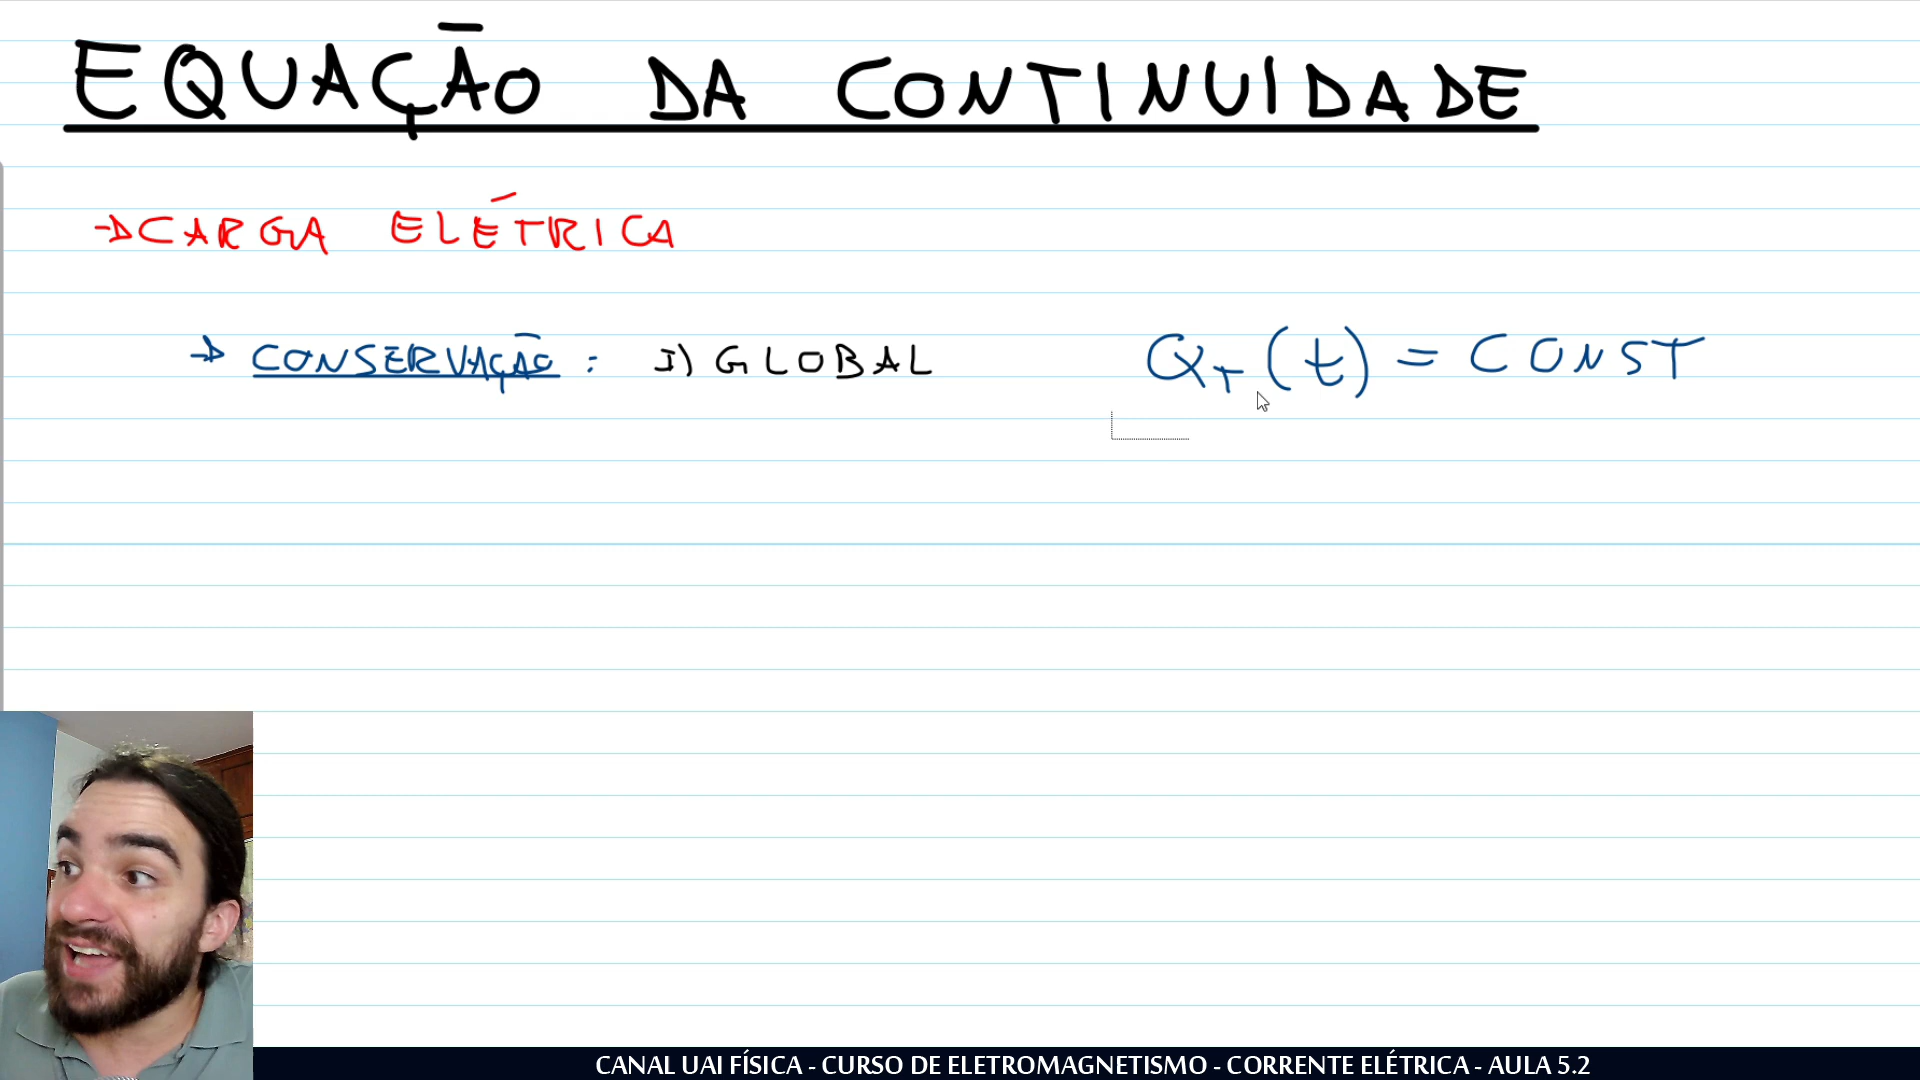 EQUAÇÃO DA CONTINUIDADE
→ CARGA ELÉTRICA
→ CONSERVAÇÃO: I) GLOBAL Q_T(t) = CONST
CANAL UAI FÍSICA - CURSO DE ELETROMAGNETISMO - CORRENTE ELÉTRICA - AULA 5.2